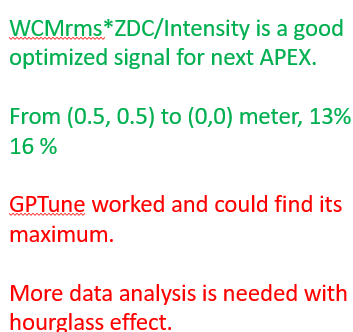 WCMrms*ZDC/Intensity is a good
optimized signal for next APEX.
From (0.5, 0.5) to (0,0) meter, 13%
16 %
GPTune worked and could find its
maximum.
More data analysis is needed with
hourglass effect.